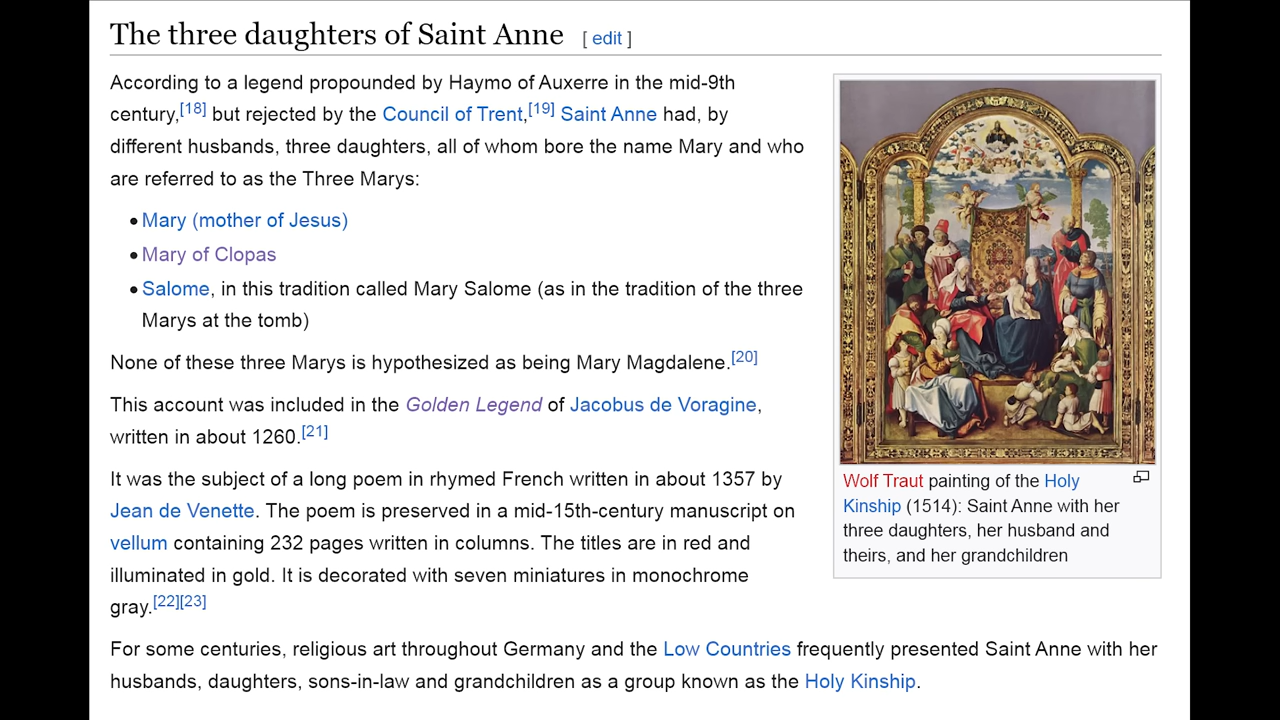 The three daughters of Saint Anne [ edit ]
According to a legend propounded by Haymo of Auxerre in the mid-9th
century,[18] but rejected by the Council of Trent,[19] Saint Anne had, by
different husbands, three daughters, all of whom bore the name Mary and who
are referred to as the Three Marys:
• Mary (mother of Jesus)
• Mary of Clopas
• Salome, in this tradition called Mary Salome (as in the tradition of the three
Marys at the tomb)
None of these three Marys is hypothesized as being Mary Magdalene.[20]
This account was included in the Golden Legend of Jacobus de Voragine,
written in about 1260.[21]
It was the subject of a long poem in rhymed French written in about 1357 by
Jean de Venette. The poem is preserved in a mid-15th-century manuscript on
vellum containing 232 pages written in columns. The titles are in red and
illuminated in gold. It is decorated with seven miniatures in monochrome
gray.[22][23]
For some centuries, religious art throughout Germany and the Low Countries frequently presented Saint Anne with her
husbands, daughters, sons-in-law and grandchildren as a group known as the Holy Kinship.
Wolf Traut painting of the Holy
Kinship (1514): Saint Anne with her
three daughters, her husband and
theirs, and her grandchildren